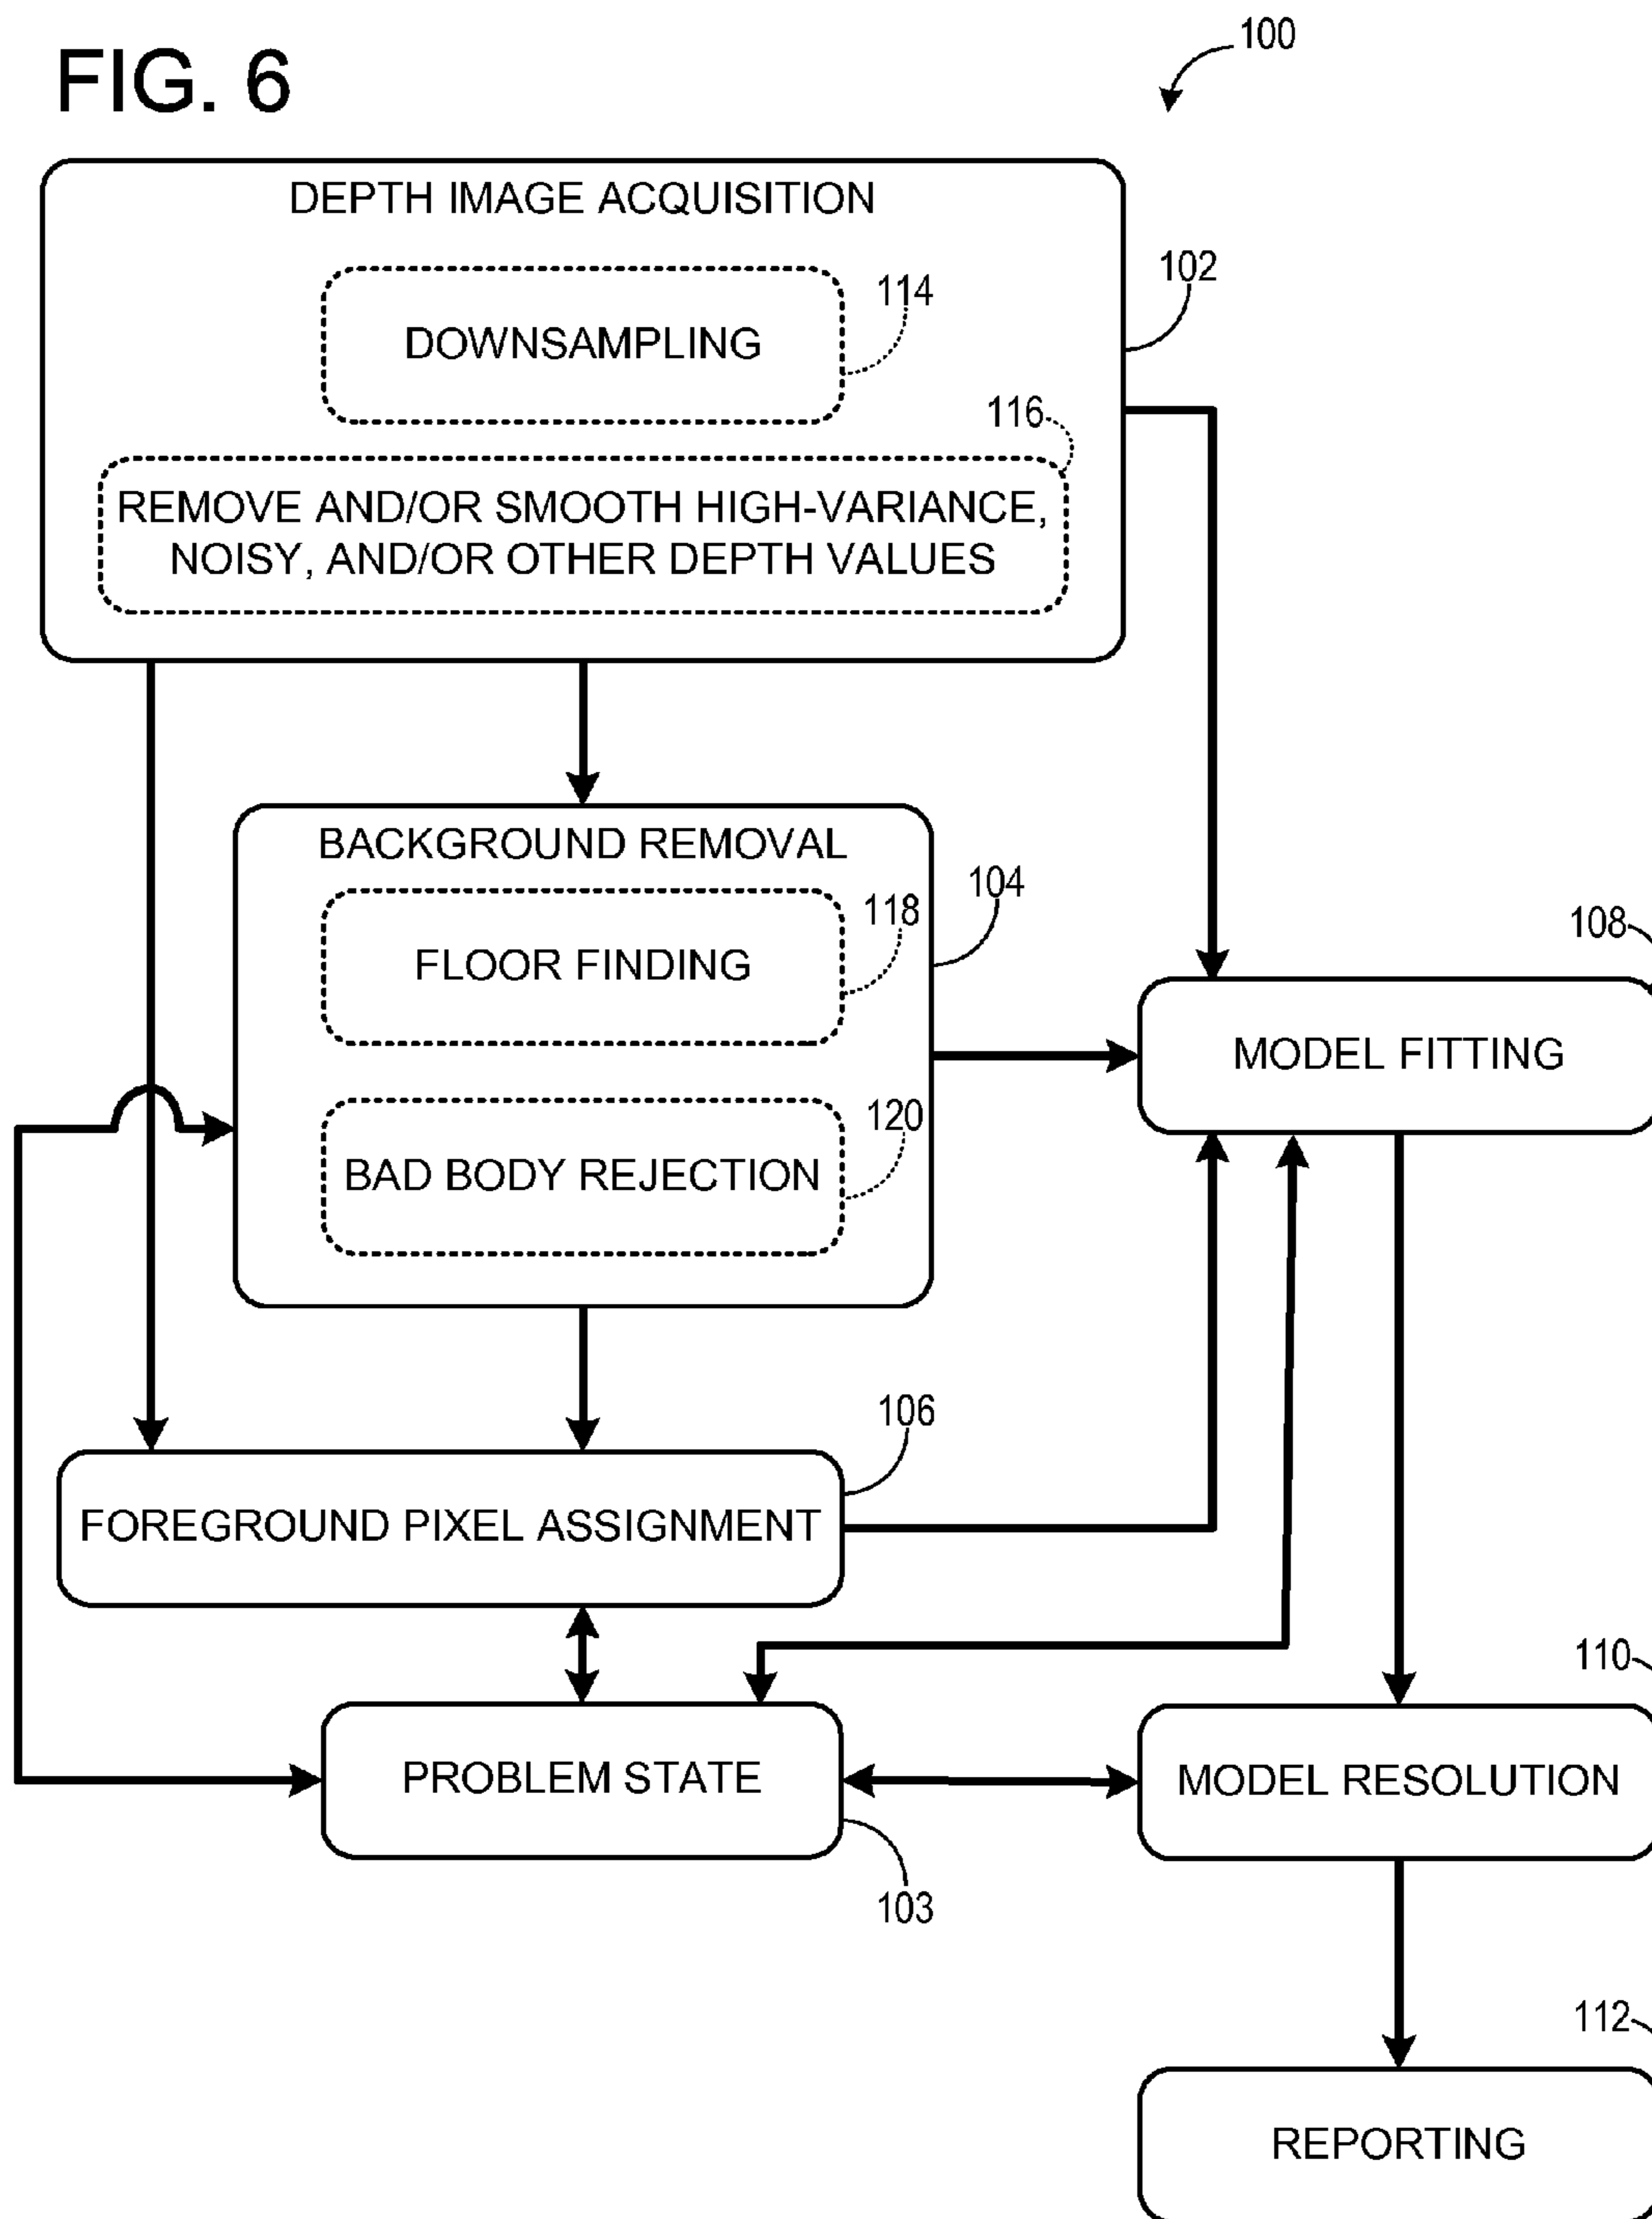 FIG. 6
100
DEPTH IMAGE ACQUISITION
102
DOWNSAMPLING
114
116
REMOVE AND/OR SMOOTH HIGH-VARIANCE,
NOISY, AND/OR OTHER DEPTH VALUES
BACKGROUND REMOVAL
104
118
FLOOR FINDING
108
MODEL FITTING
120
BAD BODY REJECTION
106
FOREGROUND PIXEL ASSIGNMENT
110
PROBLEM STATE
MODEL RESOLUTION
103
112
REPORTING